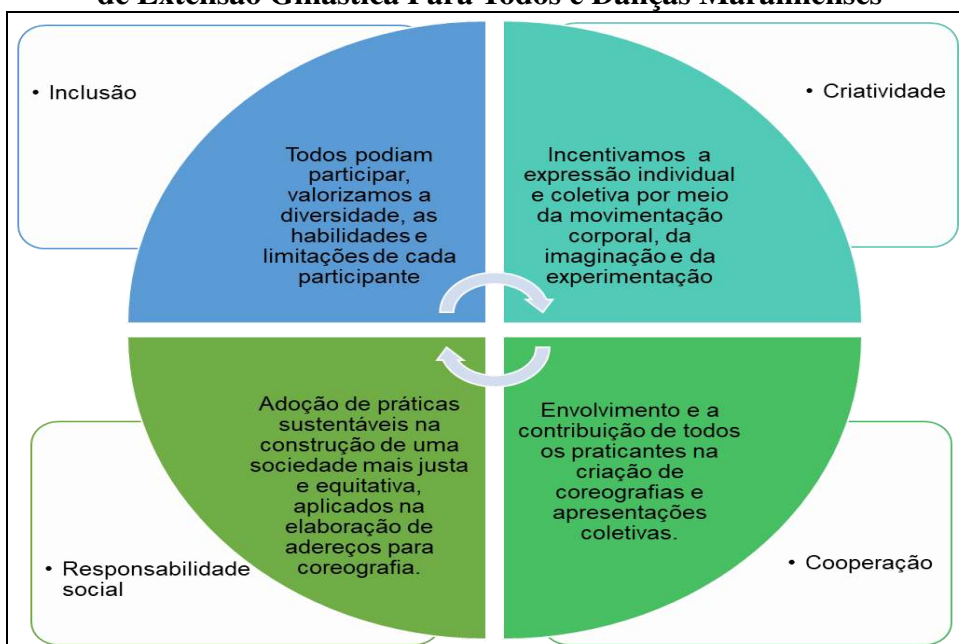 de Extensão Ginástica Para Todos e Danças Maranhenses
• Inclusão
Todos podiam
participar,
valorizamos a
diversidade, as
habilidades e
limitações de cada
participante
• Criatividade
Incentivamos a
expressão individual
e coletiva por meio
da movimentação
corporal, da
imaginação e da
experimentação
Adoção de práticas
sustentáveis na
construção de uma
sociedade mais justa
e equitativa,
aplicados na
elaboração de
adereços para
coreografia.
• Responsabilidade
social
Envolvimento e a
contribuição de todos
os praticantes na
criação de
coreografias e
apresentações
coletivas.
• Cooperação